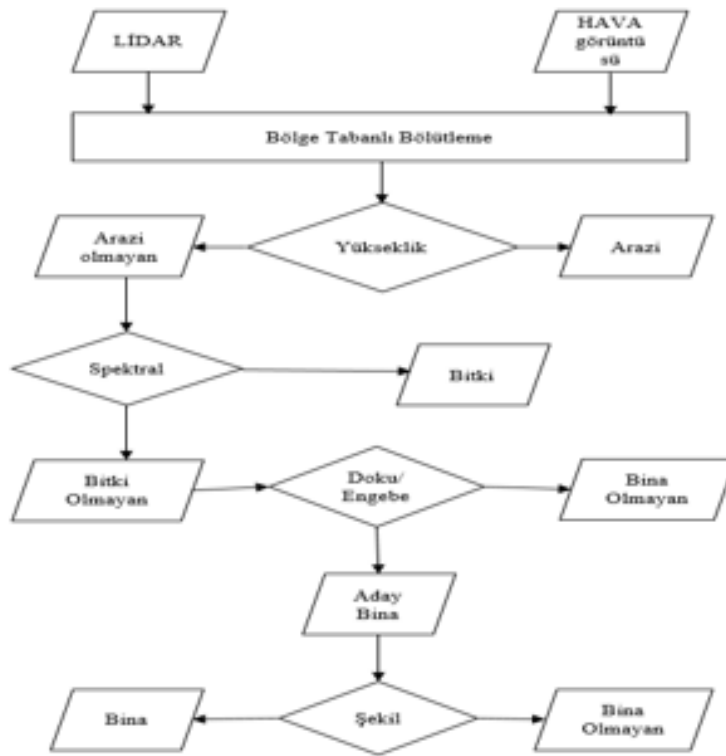 LİDAR
HAVA
görüntü
sü
Bölge Tabanlı Bölütleme
Arazi
olmayan
Yükseklik
Arazi
Spektral
Bitki
Bitki
Olmayan
Doku/
Engebe
Bina
Olmayan
Aday
Bina
Bina
Şekil
Bina
Olmayan